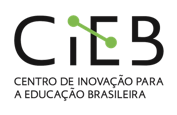 CiEB
CENTRO DE INOVAÇÃO PARA
A EDUCAÇÃO BRASILEIRA